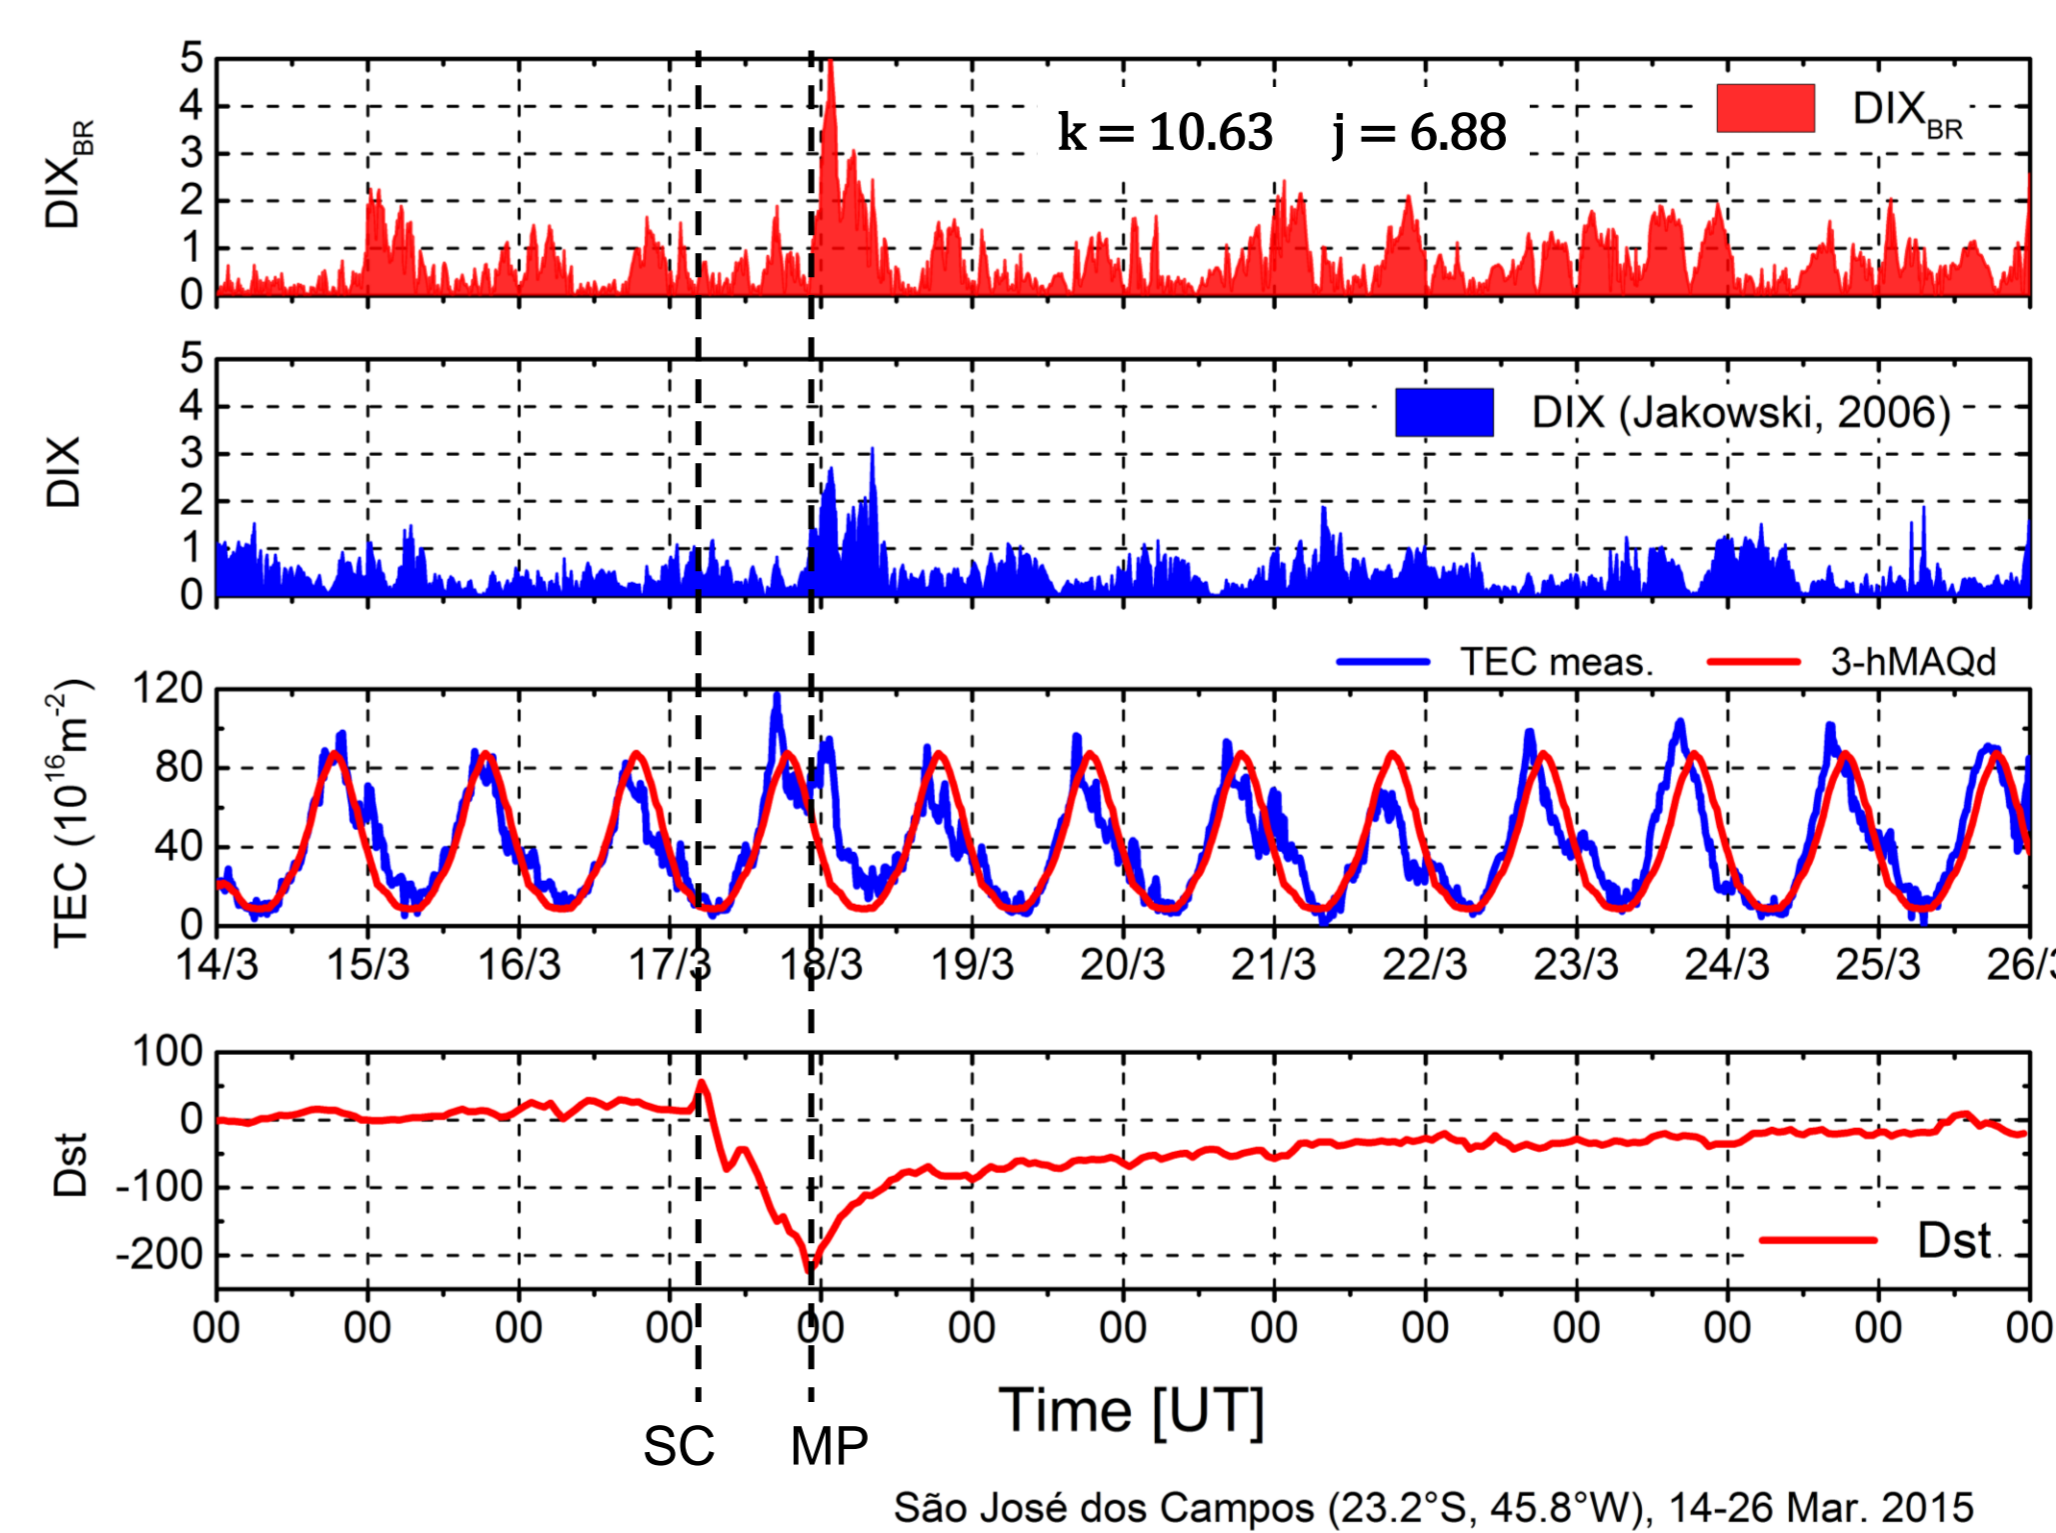 5
4
3
2
1
0
DIX_BR
k = 10.63 j = 6.88
DIX_BR
5
4
3
2
1
0
DIX
DIX (Jakowski, 2006)
TEC meas. 3-hMAQd
120
80
40
0
TEC (10^16 m^-2)
14/3 15/3 16/3 17/3 18/3 19/3 20/3 21/3 22/3 23/3 24/3 25/3 26/3
100
0
-100
-200
Dst
Dst
00 00 00 00 00 00 00 00 00 00 00 00 00
Time [UT]
SC MP
São José dos Campos (23.2°S, 45.8°W), 14-26 Mar. 2015